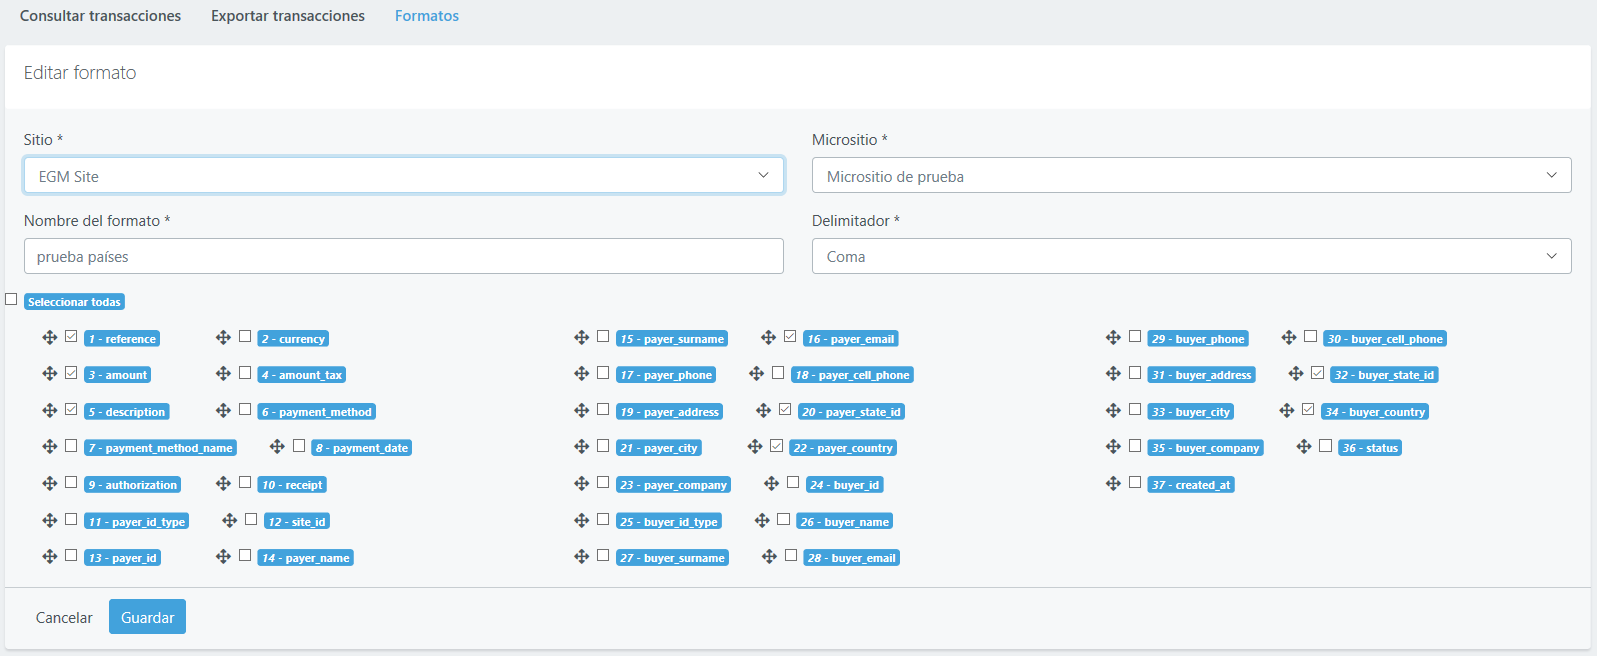 Consultar transacciones Exportar transacciones Formatos
Editar formato
Sitio * Micrositio *
EGM Site Micrositio de prueba
Nombre del formato * Delimitador *
prueba países Coma
Seleccionar todas
1 - reference 2 - currency 15 - payer_surname 16 - payer_email 29 - buyer_phone 30 - buyer_cell_phone
3 - amount 4 - amount_tax 17 - payer_phone 18 - payer_cell_phone 31 - buyer_address 32 - buyer_state_id
5 - description 6 - payment_method 19 - payer_address 20 - payer_state_id 33 - buyer_city 34 - buyer_country
7 - payment_method_name 8 - payment_date 21 - payer_city 22 - payer_country 35 - buyer_company 36 - status
9 - authorization 10 - receipt 23 - payer_company 24 - buyer_id 37 - created_at
11 - payer_id_type 12 - site_id 25 - buyer_id_type 26 - buyer_name
13 - payer_id 14 - payer_name 27 - buyer_surname 28 - buyer_email
Cancelar Guardar